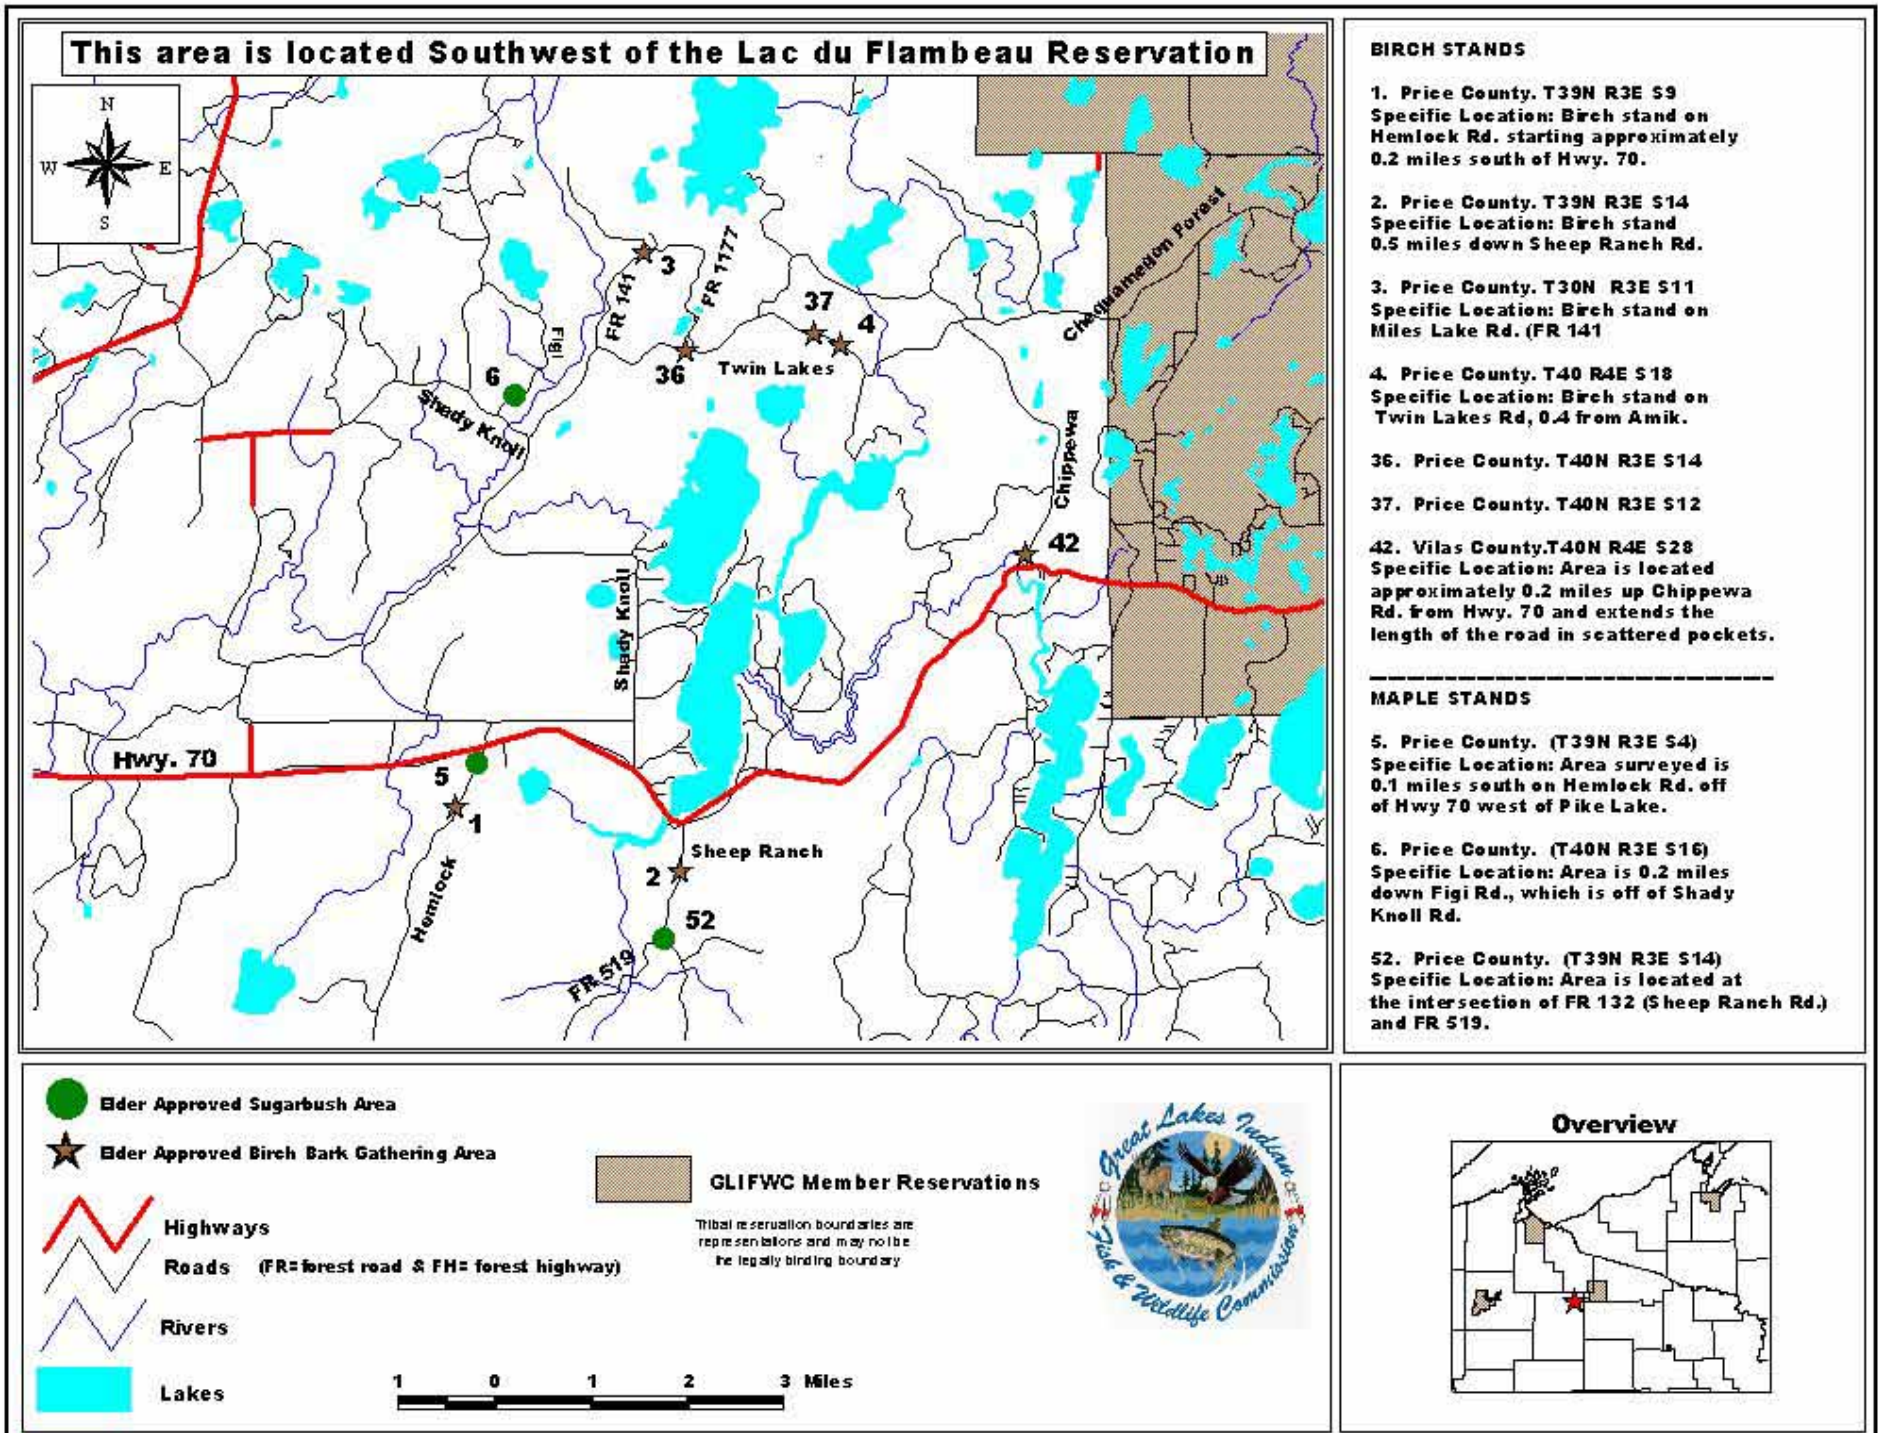 This area is located Southwest of the Lac du Flambeau Reservation
N
W E
S
3
FR 141
FR 1177
37
4
Figi
6
36
Twin Lakes
Shady Knoll
Chequamegon Forest
Chippewa
42
Shady Knoll
Hwy. 70
5
1
Sheep Ranch
2
Hemlock
52
FR 519
BIRCH STANDS
1. Price County. T39N R3E S9
Specific Location: Birch stand on
Hemlock Rd. starting approximately
0.2 miles south of Hwy. 70.
2. Price County. T39N R3E S14
Specific Location: Birch stand
0.5 miles down Sheep Ranch Rd.
3. Price County. T30N R3E S11
Specific Location: Birch stand on
Miles Lake Rd. (FR 141
4. Price County. T40 R4E S18
Specific Location: Birch stand on
Twin Lakes Rd, 0.4 from Amik.
36. Price County. T40N R3E S14
37. Price County. T40N R3E S12
42. Vilas County.T40N R4E S28
Specific Location: Area is located
approximately 0.2 miles up Chippewa
Rd. from Hwy. 70 and extends the
length of the road in scattered pockets.
MAPLE STANDS
5. Price County. (T39N R3E S4)
Specific Location: Area surveyed is
0.1 miles south on Hemlock Rd. off
of Hwy 70 west of Pike Lake.
6. Price County. (T40N R3E S16)
Specific Location: Area is 0.2 miles
down Figi Rd., which is off of Shady
Knoll Rd.
52. Price County. (T39N R3E S14)
Specific Location: Area is located at
the intersection of FR 132 (Sheep Ranch Rd.)
and FR 519.
Elder Approved Sugarbush Area
Elder Approved Birch Bark Gathering Area
Highways
Roads (FR=forest road & FH= forest highway)
Rivers
Lakes
GLIFWC Member Reservations
Tribal reservation boundaries are
representations and may not be
the legally binding boundary
1 0 1 2 3 Miles
Great Lakes Indian
Fish & Wildlife Commission
Overview